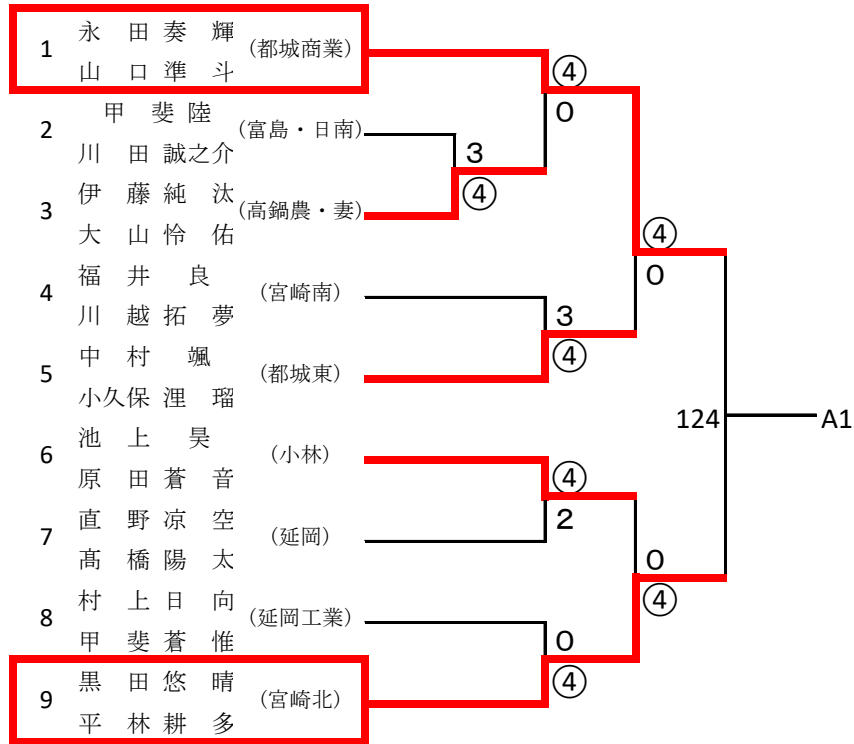 1 永田奏輝 (都城商業)
山口準斗
④
0
2 甲斐陸 (富島・日南)
川田誠之介
3
④
3 伊藤純汰 (高鍋農・妻)
大山怜佑
④
0
4 福井良 (宮崎南)
川越拓夢
3
④
5 中村颯 (都城東)
小久保浬瑠
124 A1
6 池上昊 (小林)
原田蒼音
④
2
7 直野凉空 (延岡)
髙橋陽太
0
④
8 村上日向 (延岡工業)
甲斐蒼惟
0
④
9 黒田悠晴 (宮崎北)
平林耕多